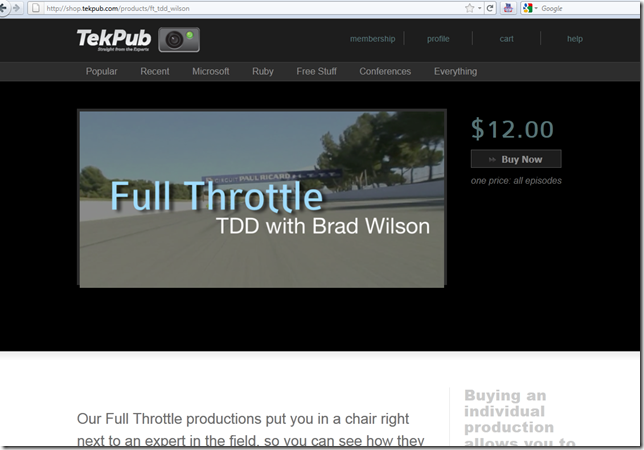 http://shop.tekpub.com/products/ft_tdd_wilson
Google
TekPub
Straight from the Experts
membership
profile
cart
help
Popular
Recent
Microsoft
Ruby
Free Stuff
Conferences
Everything
CIRCUIT PAUL RICARD
Full Throttle
TDD with Brad Wilson
$12.00
Buy Now
one price: all episodes
Our Full Throttle productions put you in a chair right
next to an expert in the field, so you can see how they
Buying an
individual
production
allows you to